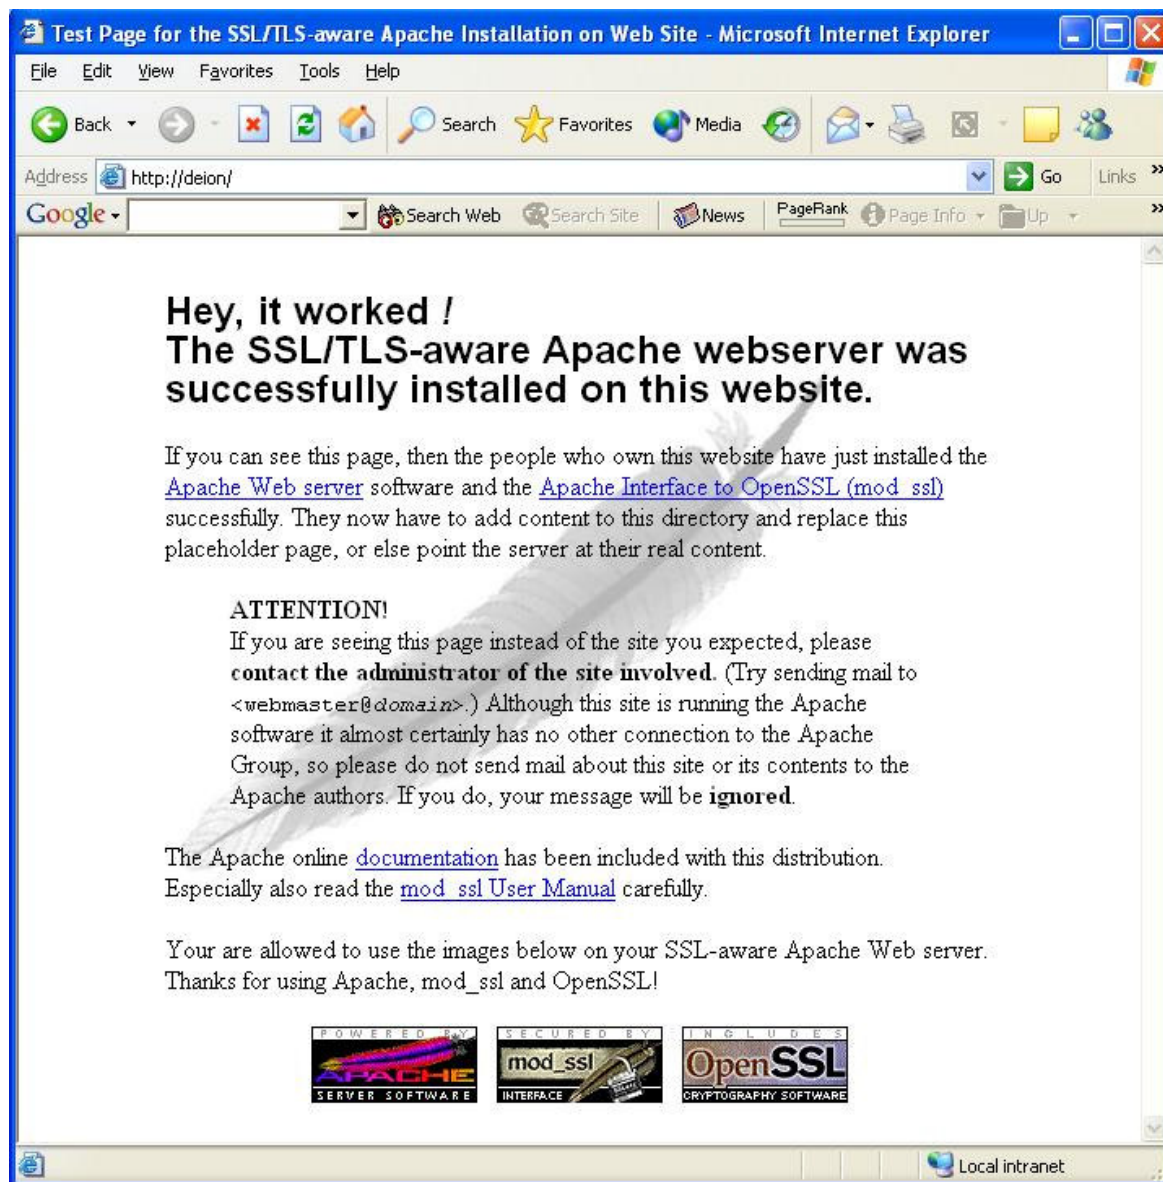 Test Page for the SSL/TLS-aware Apache Installation on Web Site - Microsoft Internet Explorer
File Edit View Favorites Tools Help
Back Search Favorites Media
Address http://deion/ Go Links »
Google Search Web Search Site News PageRank Page Info Up »
Hey, it worked !
The SSL/TLS-aware Apache webserver was
successfully installed on this website.
If you can see this page, then the people who own this website have just installed the
Apache Web server software and the Apache Interface to OpenSSL (mod_ssl)
successfully. They now have to add content to this directory and replace this
placeholder page, or else point the server at their real content.
ATTENTION!
If you are seeing this page instead of the site you expected, please
contact the administrator of the site involved. (Try sending mail to
<webmaster@domain>.) Although this site is running the Apache
software it almost certainly has no other connection to the Apache
Group, so please do not send mail about this site or its contents to the
Apache authors. If you do, your message will be ignored.
The Apache online documentation has been included with this distribution.
Especially also read the mod_ssl User Manual carefully.
Your are allowed to use the images below on your SSL-aware Apache Web server.
Thanks for using Apache, mod_ssl and OpenSSL!
POWERED BY SECURED BY INCLUDES
APACHE mod_ssl OpenSSL
SERVER SOFTWARE INTERFACE CRYPTOGRAPHY SOFTWARE
Local intranet